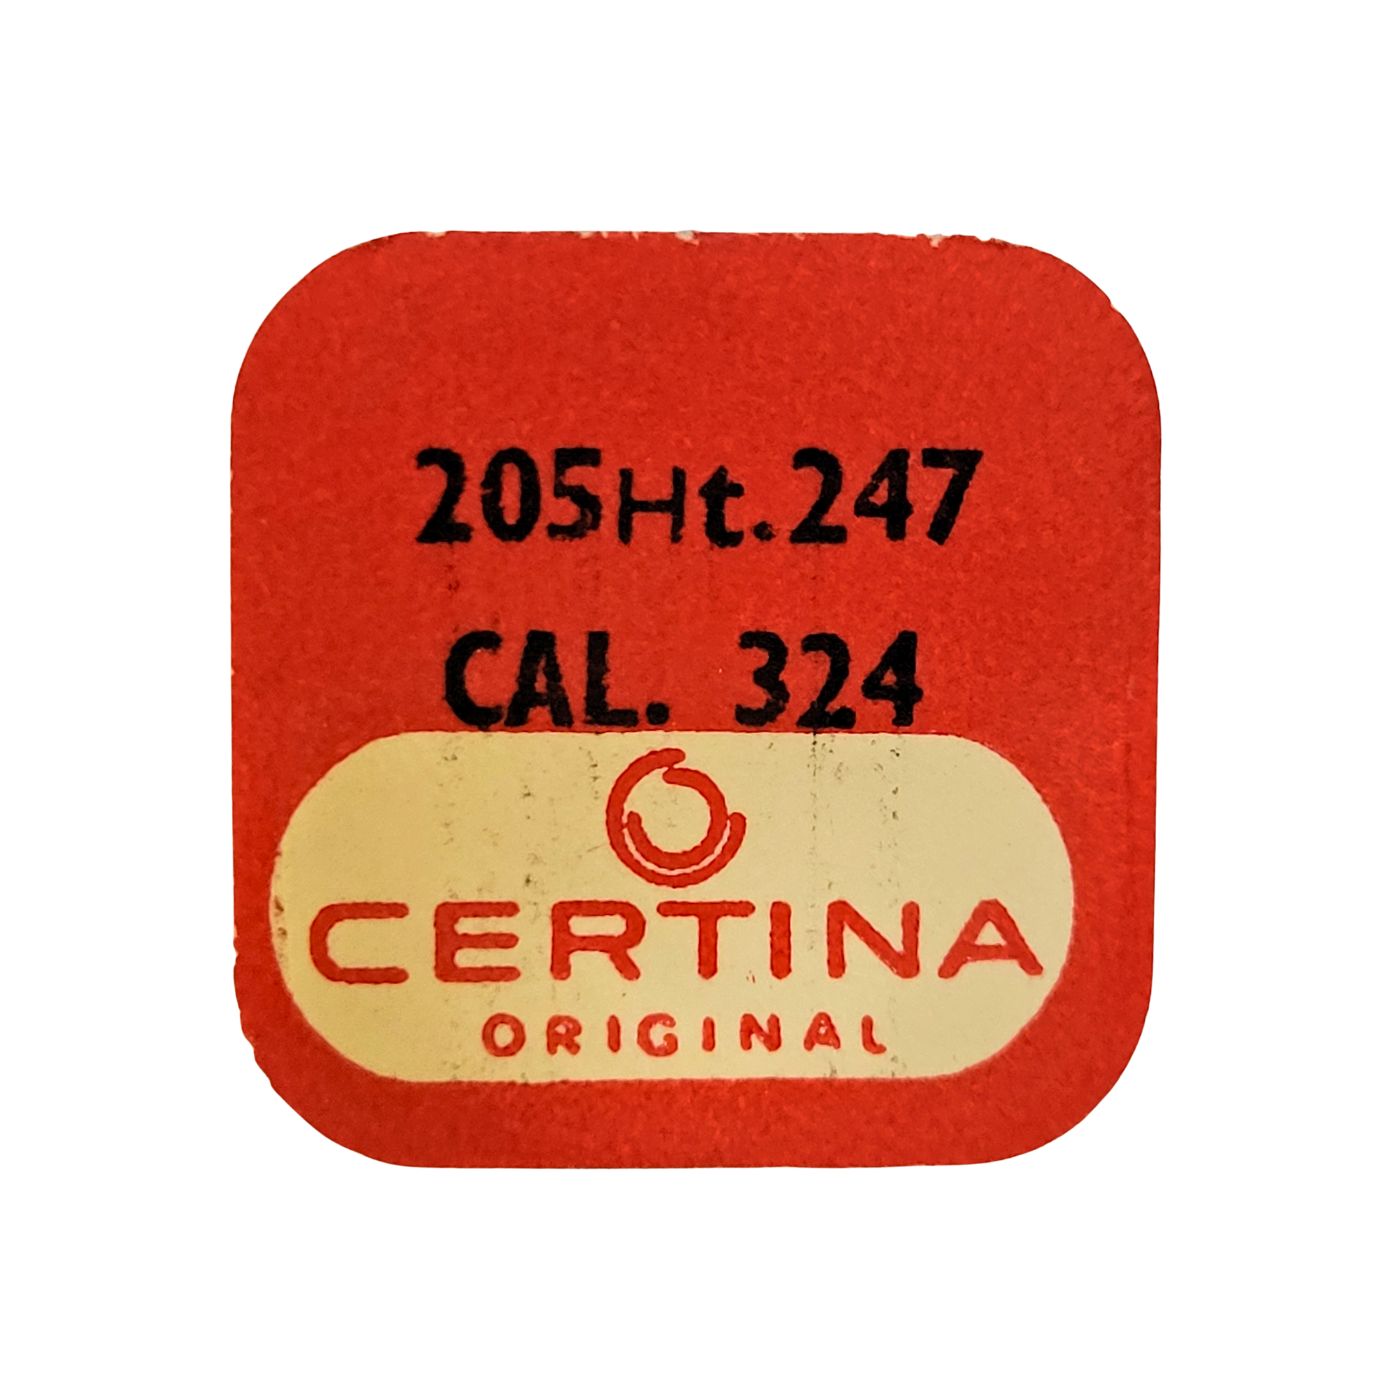 205Ht.247
CAL. 324
CERTINA
ORIGINAL